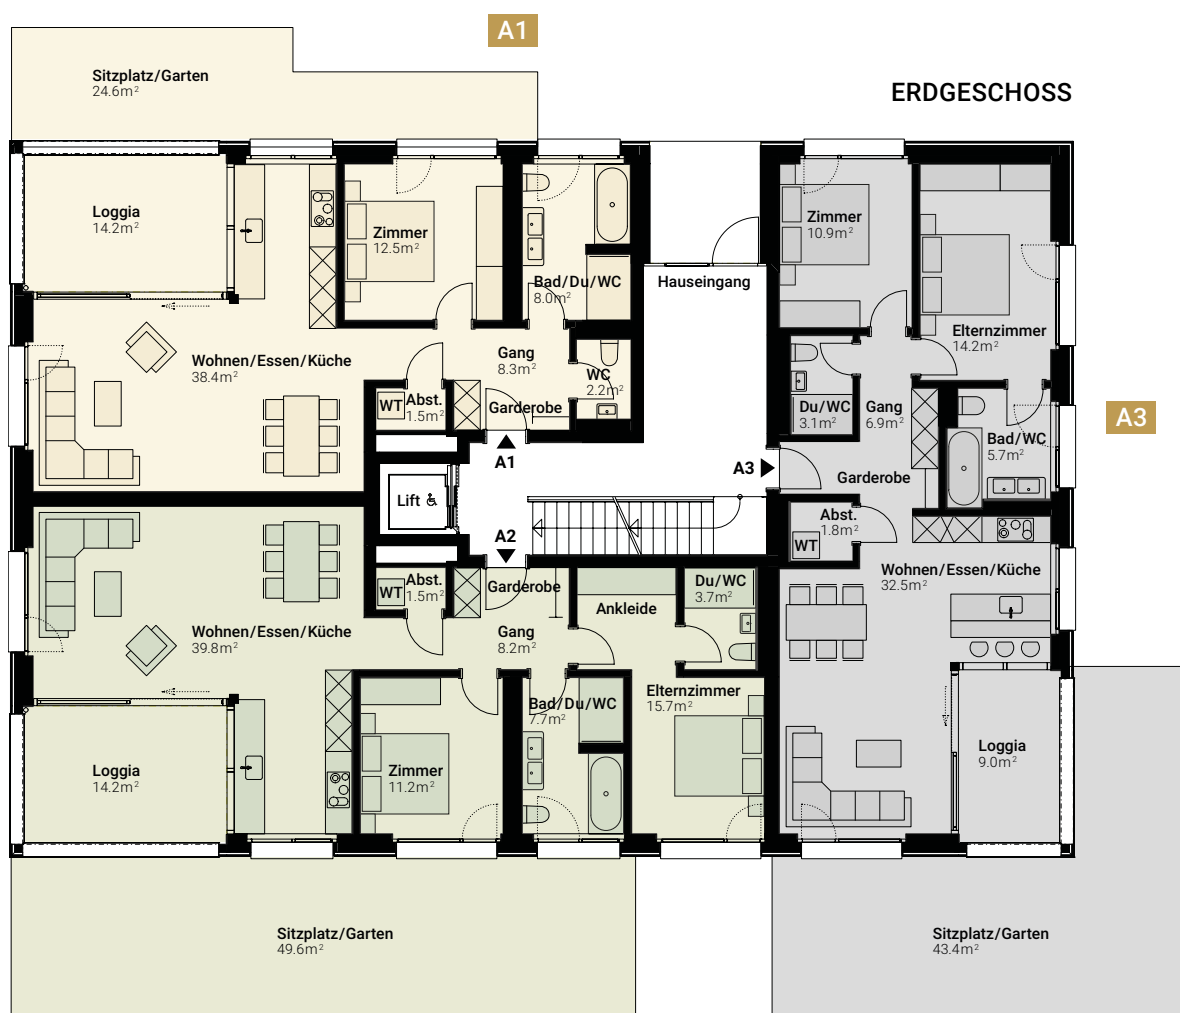 A1
ERDGESCHOSS
Sitzplatz/Garten
24.6m²
Loggia
14.2m²
Zimmer
12.5m²
Bad/Du/WC
8.0m²
Hauseingang
Zimmer
10.9m²
Elternzimmer
14.2m²
Wohnen/Essen/Küche
38.4m²
Gang
8.3m²
WC
2.2m²
WT
Abst.
1.5m²
Garderobe
Du/WC
3.1m²
Gang
6.9m²
Bad/WC
5.7m²
A3
A1
A3
Garderobe
Lift
A2
Abst.
1.8m²
WT
Wohnen/Essen/Küche
32.5m²
WT
Abst.
1.5m²
Garderobe
Ankleide
Du/WC
3.7m²
Wohnen/Essen/Küche
39.8m²
Gang
8.2m²
Bad/Du/WC
7.7m²
Elternzimmer
15.7m²
Loggia
14.2m²
Zimmer
11.2m²
Loggia
9.0m²
Sitzplatz/Garten
49.6m²
Sitzplatz/Garten
43.4m²